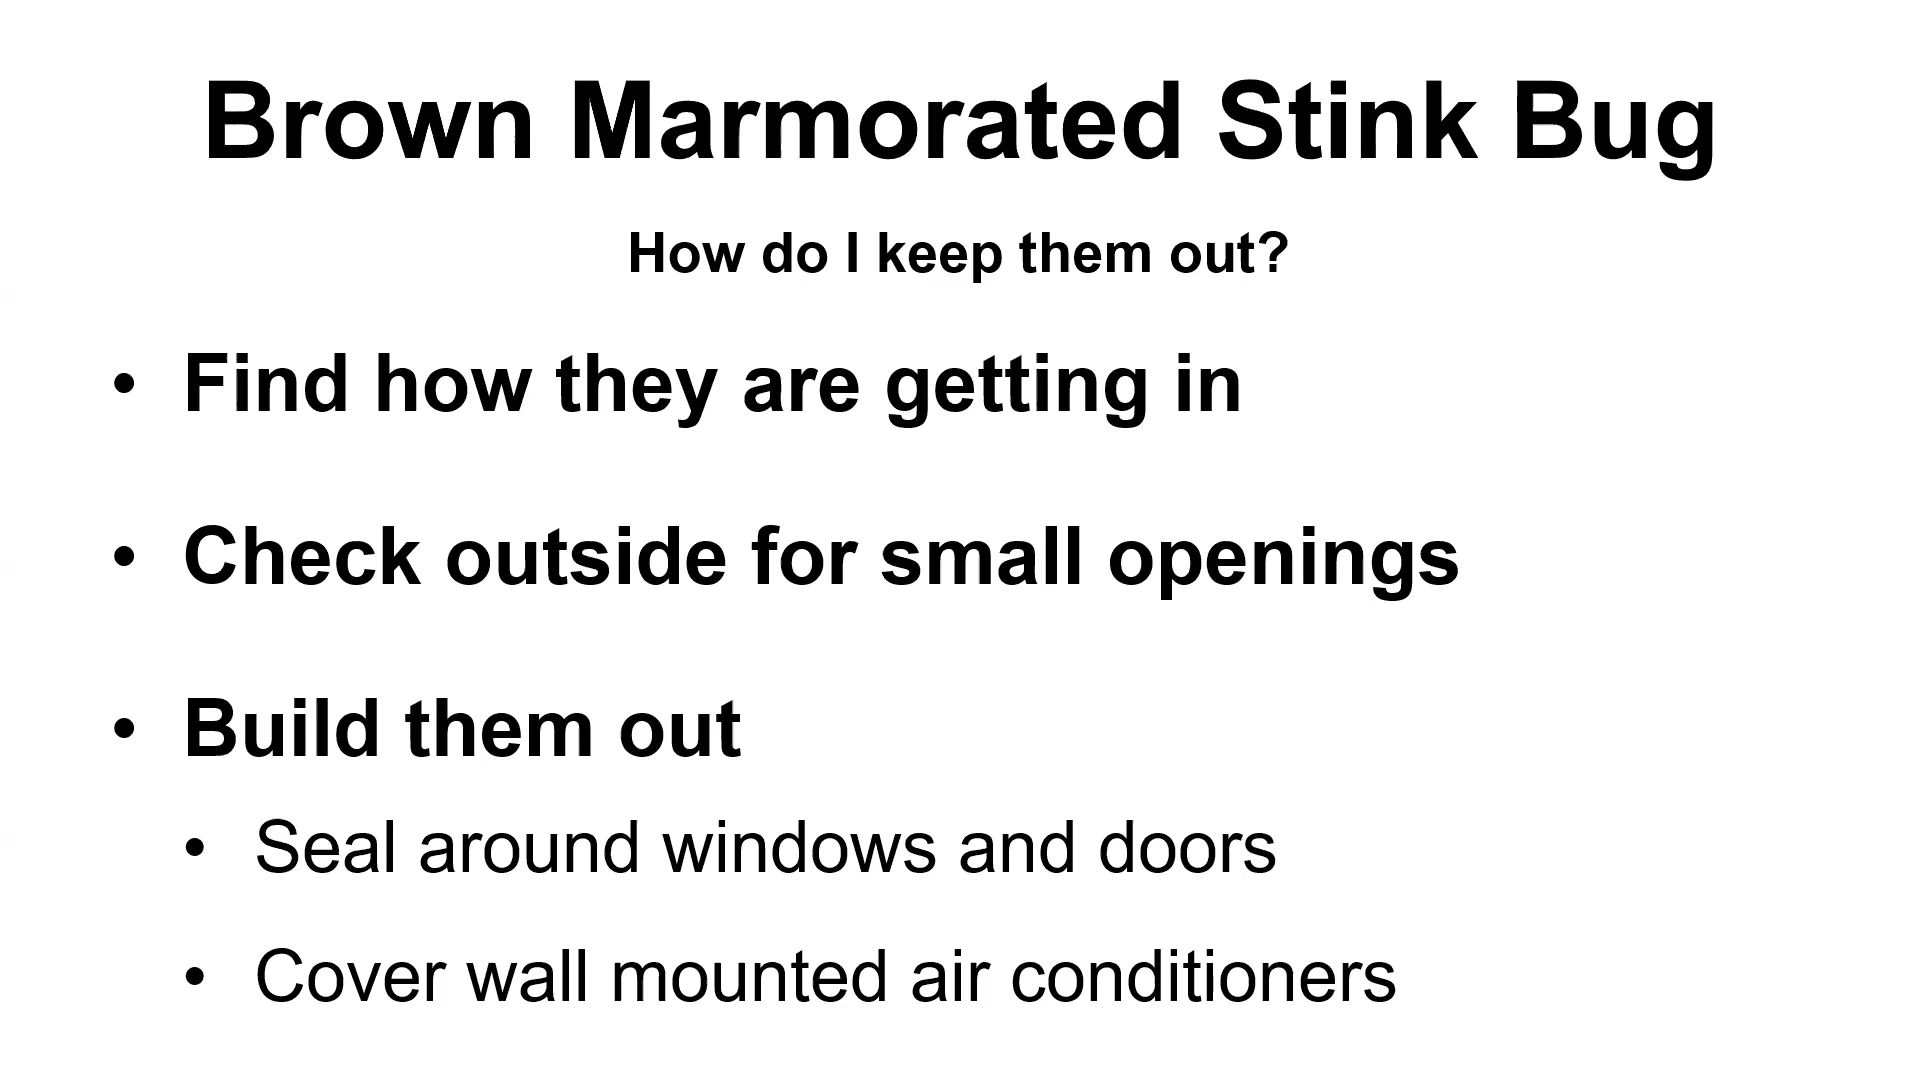 Brown Marmorated Stink Bug
How do I keep them out?
• Find how they are getting in
• Check outside for small openings
• Build them out
• Seal around windows and doors
• Cover wall mounted air conditioners